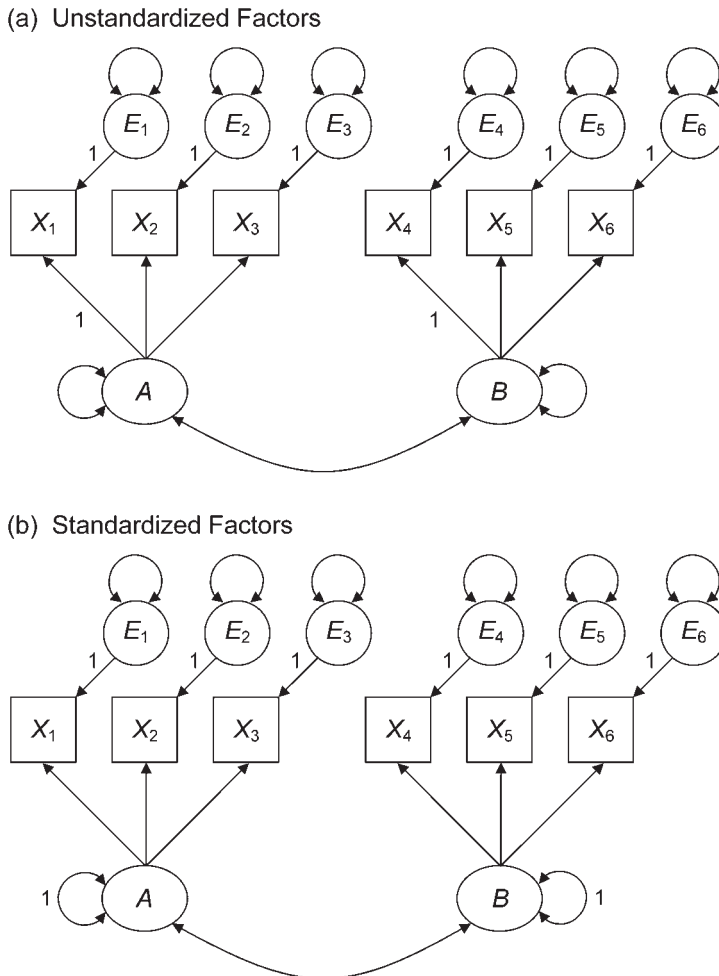 (a) Unstandardized Factors
E₁ E₂ E₃ E₄ E₅ E₆
1 1 1 1 1 1
X₁ X₂ X₃ X₄ X₅ X₆
1 1
A B
(b) Standardized Factors
E₁ E₂ E₃ E₄ E₅ E₆
1 1 1 1 1 1
X₁ X₂ X₃ X₄ X₅ X₆
1 A B 1